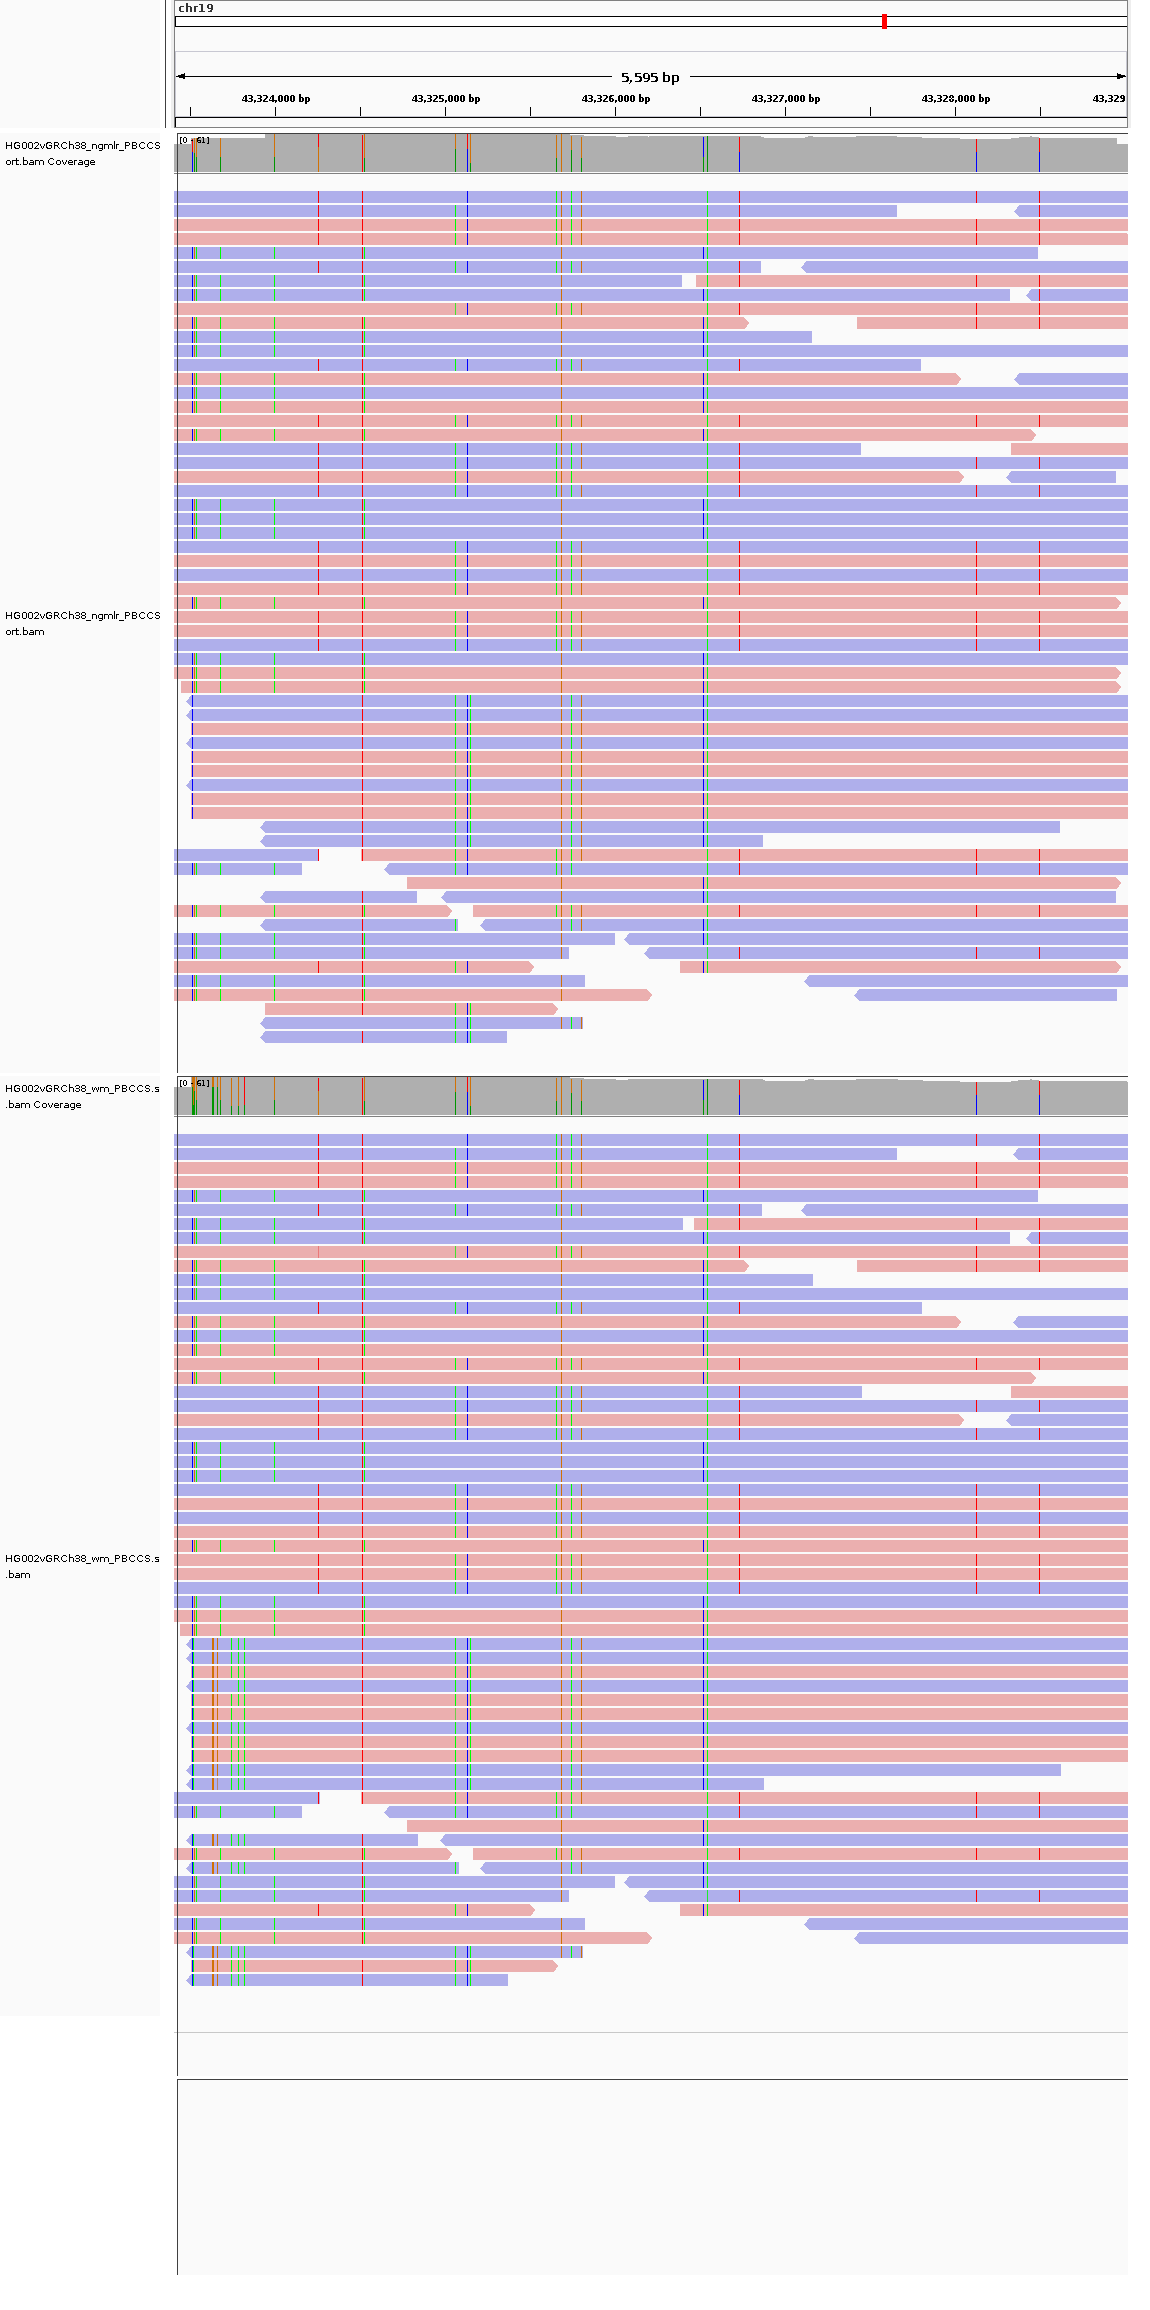 chr19
5,595 bp
43,324,000 bp 43,325,000 bp 43,326,000 bp 43,327,000 bp 43,328,000 bp 43,329
[0 - 61]
HG002vGRCh38_ngmlr_PBCCS
ort.bam Coverage
HG002vGRCh38_ngmlr_PBCCS
ort.bam
[0 - 61]
HG002vGRCh38_wm_PBCCS.s
.bam Coverage
HG002vGRCh38_wm_PBCCS.s
.bam